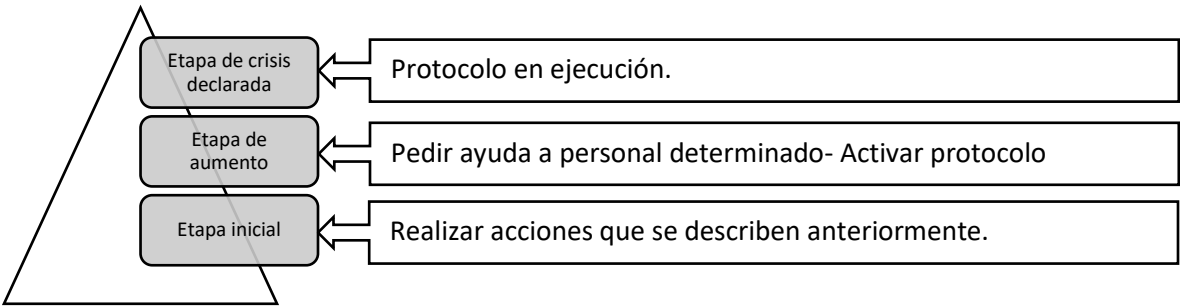 Etapa de crisis
declarada
Protocolo en ejecución.
Etapa de
aumento
Pedir ayuda a personal determinado- Activar protocolo
Etapa inicial
Realizar acciones que se describen anteriormente.